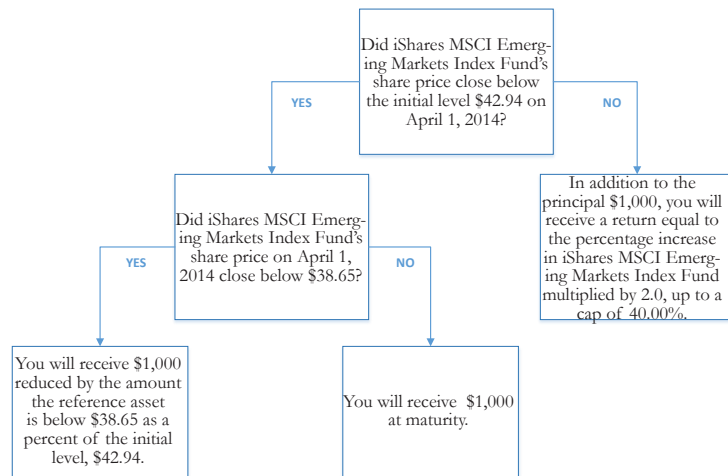 Did iShares MSCI Emerg-
ing Markets Index Fund's
share price close below
the initial level $42.94 on
April 1, 2014?
YES
NO
Did iShares MSCI Emerg-
ing Markets Index Fund's
share price on April 1,
2014 close below $38.65?
In addition to the
principal $1,000, you will
receive a return equal to
the percentage increase
in iShares MSCI Emerg-
ing Markets Index Fund
multiplied by 2.0, up to a
cap of 40.00%.
YES
NO
You will receive $1,000
reduced by the amount
the reference asset
is below $38.65 as a
percent of the initial
level, $42.94.
You will receive $1,000
at maturity.